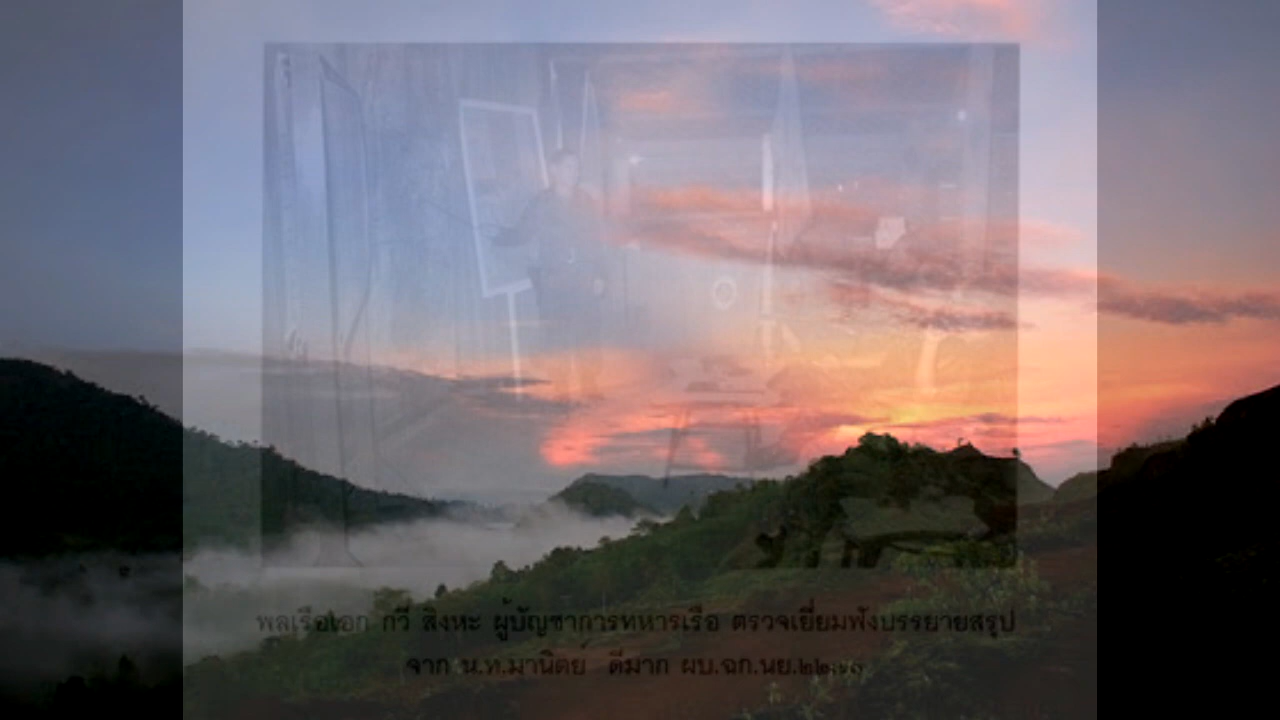 พลเรือเอก กวี สิงหะ ผู้บัญชาการทหารเรือ ตรวจเยี่ยมฟังบรรยายสรุป
จาก น.ท.มานิตย์ ดีมาก ผบ.ฉก.นย.